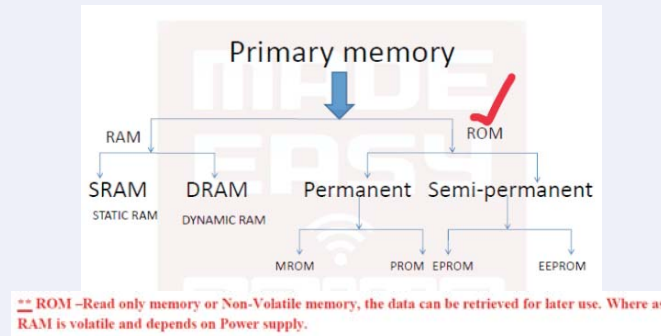 Primary memory
RAM
ROM
SRAM DRAM Permanent Semi-permanent
STATIC RAM DYNAMIC RAM
MROM PROM EPROM EEPROM
** ROM –Read only memory or Non-Volatile memory, the data can be retrieved for later use. Where as
RAM is volatile and depends on Power supply.
MADE
EASY